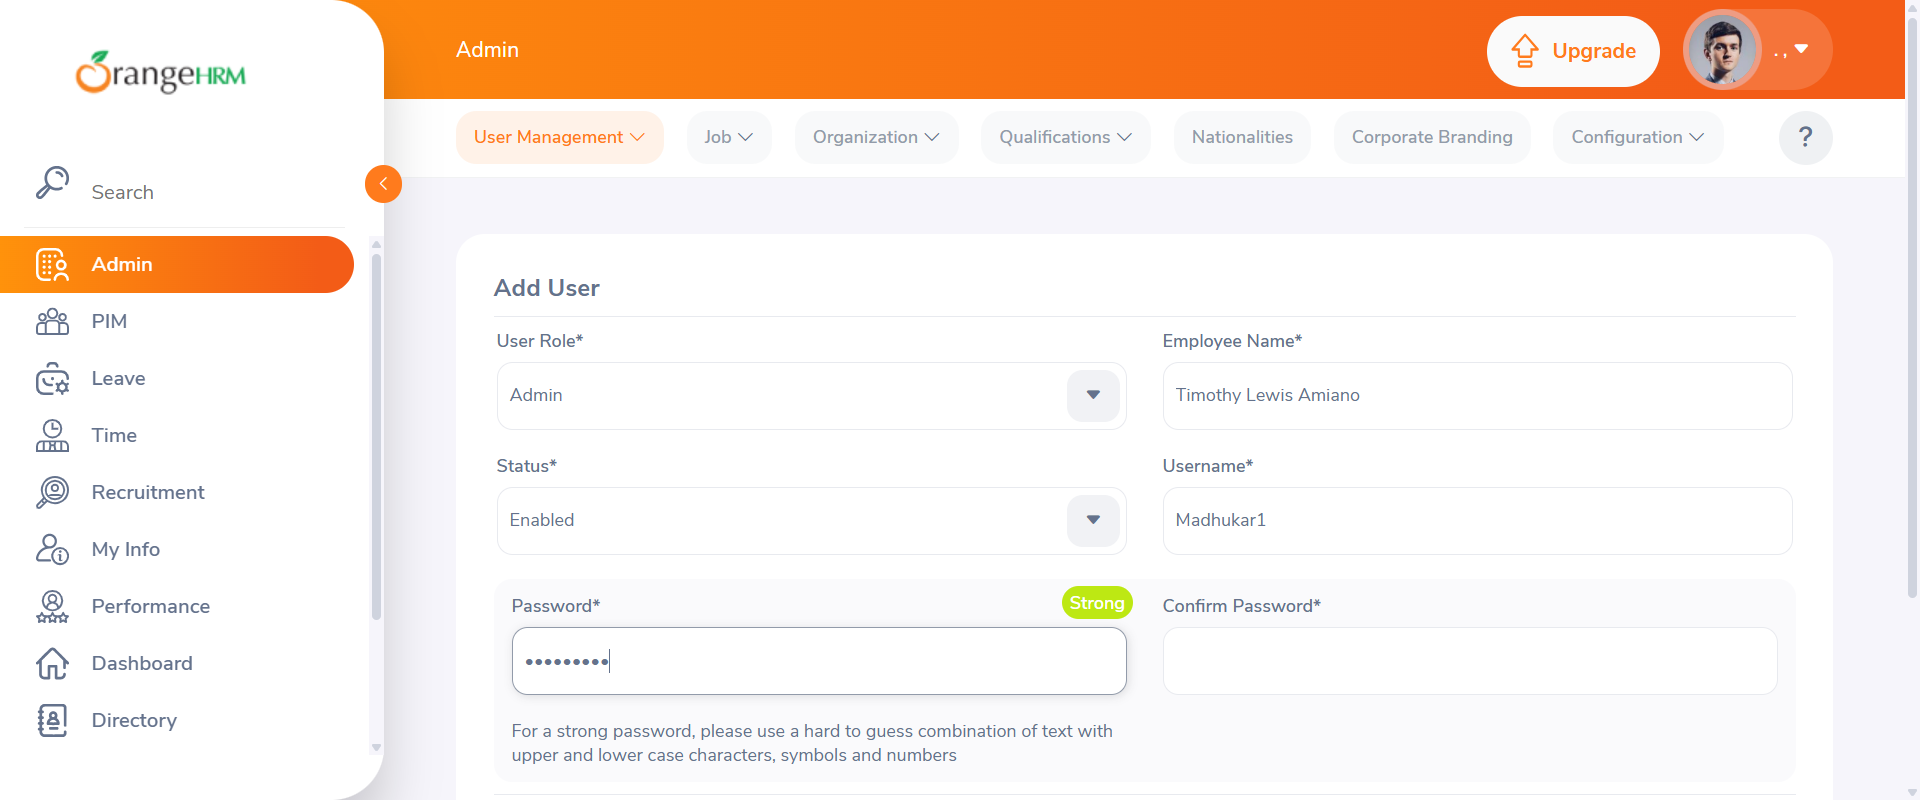 OrangeHRM
Search
Admin
PIM
Leave
Time
Recruitment
My Info
Performance
Dashboard
Directory
Admin
Upgrade
. ,
User Management
Job
Organization
Qualifications
Nationalities
Corporate Branding
Configuration
?
Add User
User Role*
Admin
Employee Name*
Timothy Lewis Amiano
Status*
Enabled
Username*
Madhukar1
Password*
Strong
•••••••••
Confirm Password*
For a strong password, please use a hard to guess combination of text with
upper and lower case characters, symbols and numbers